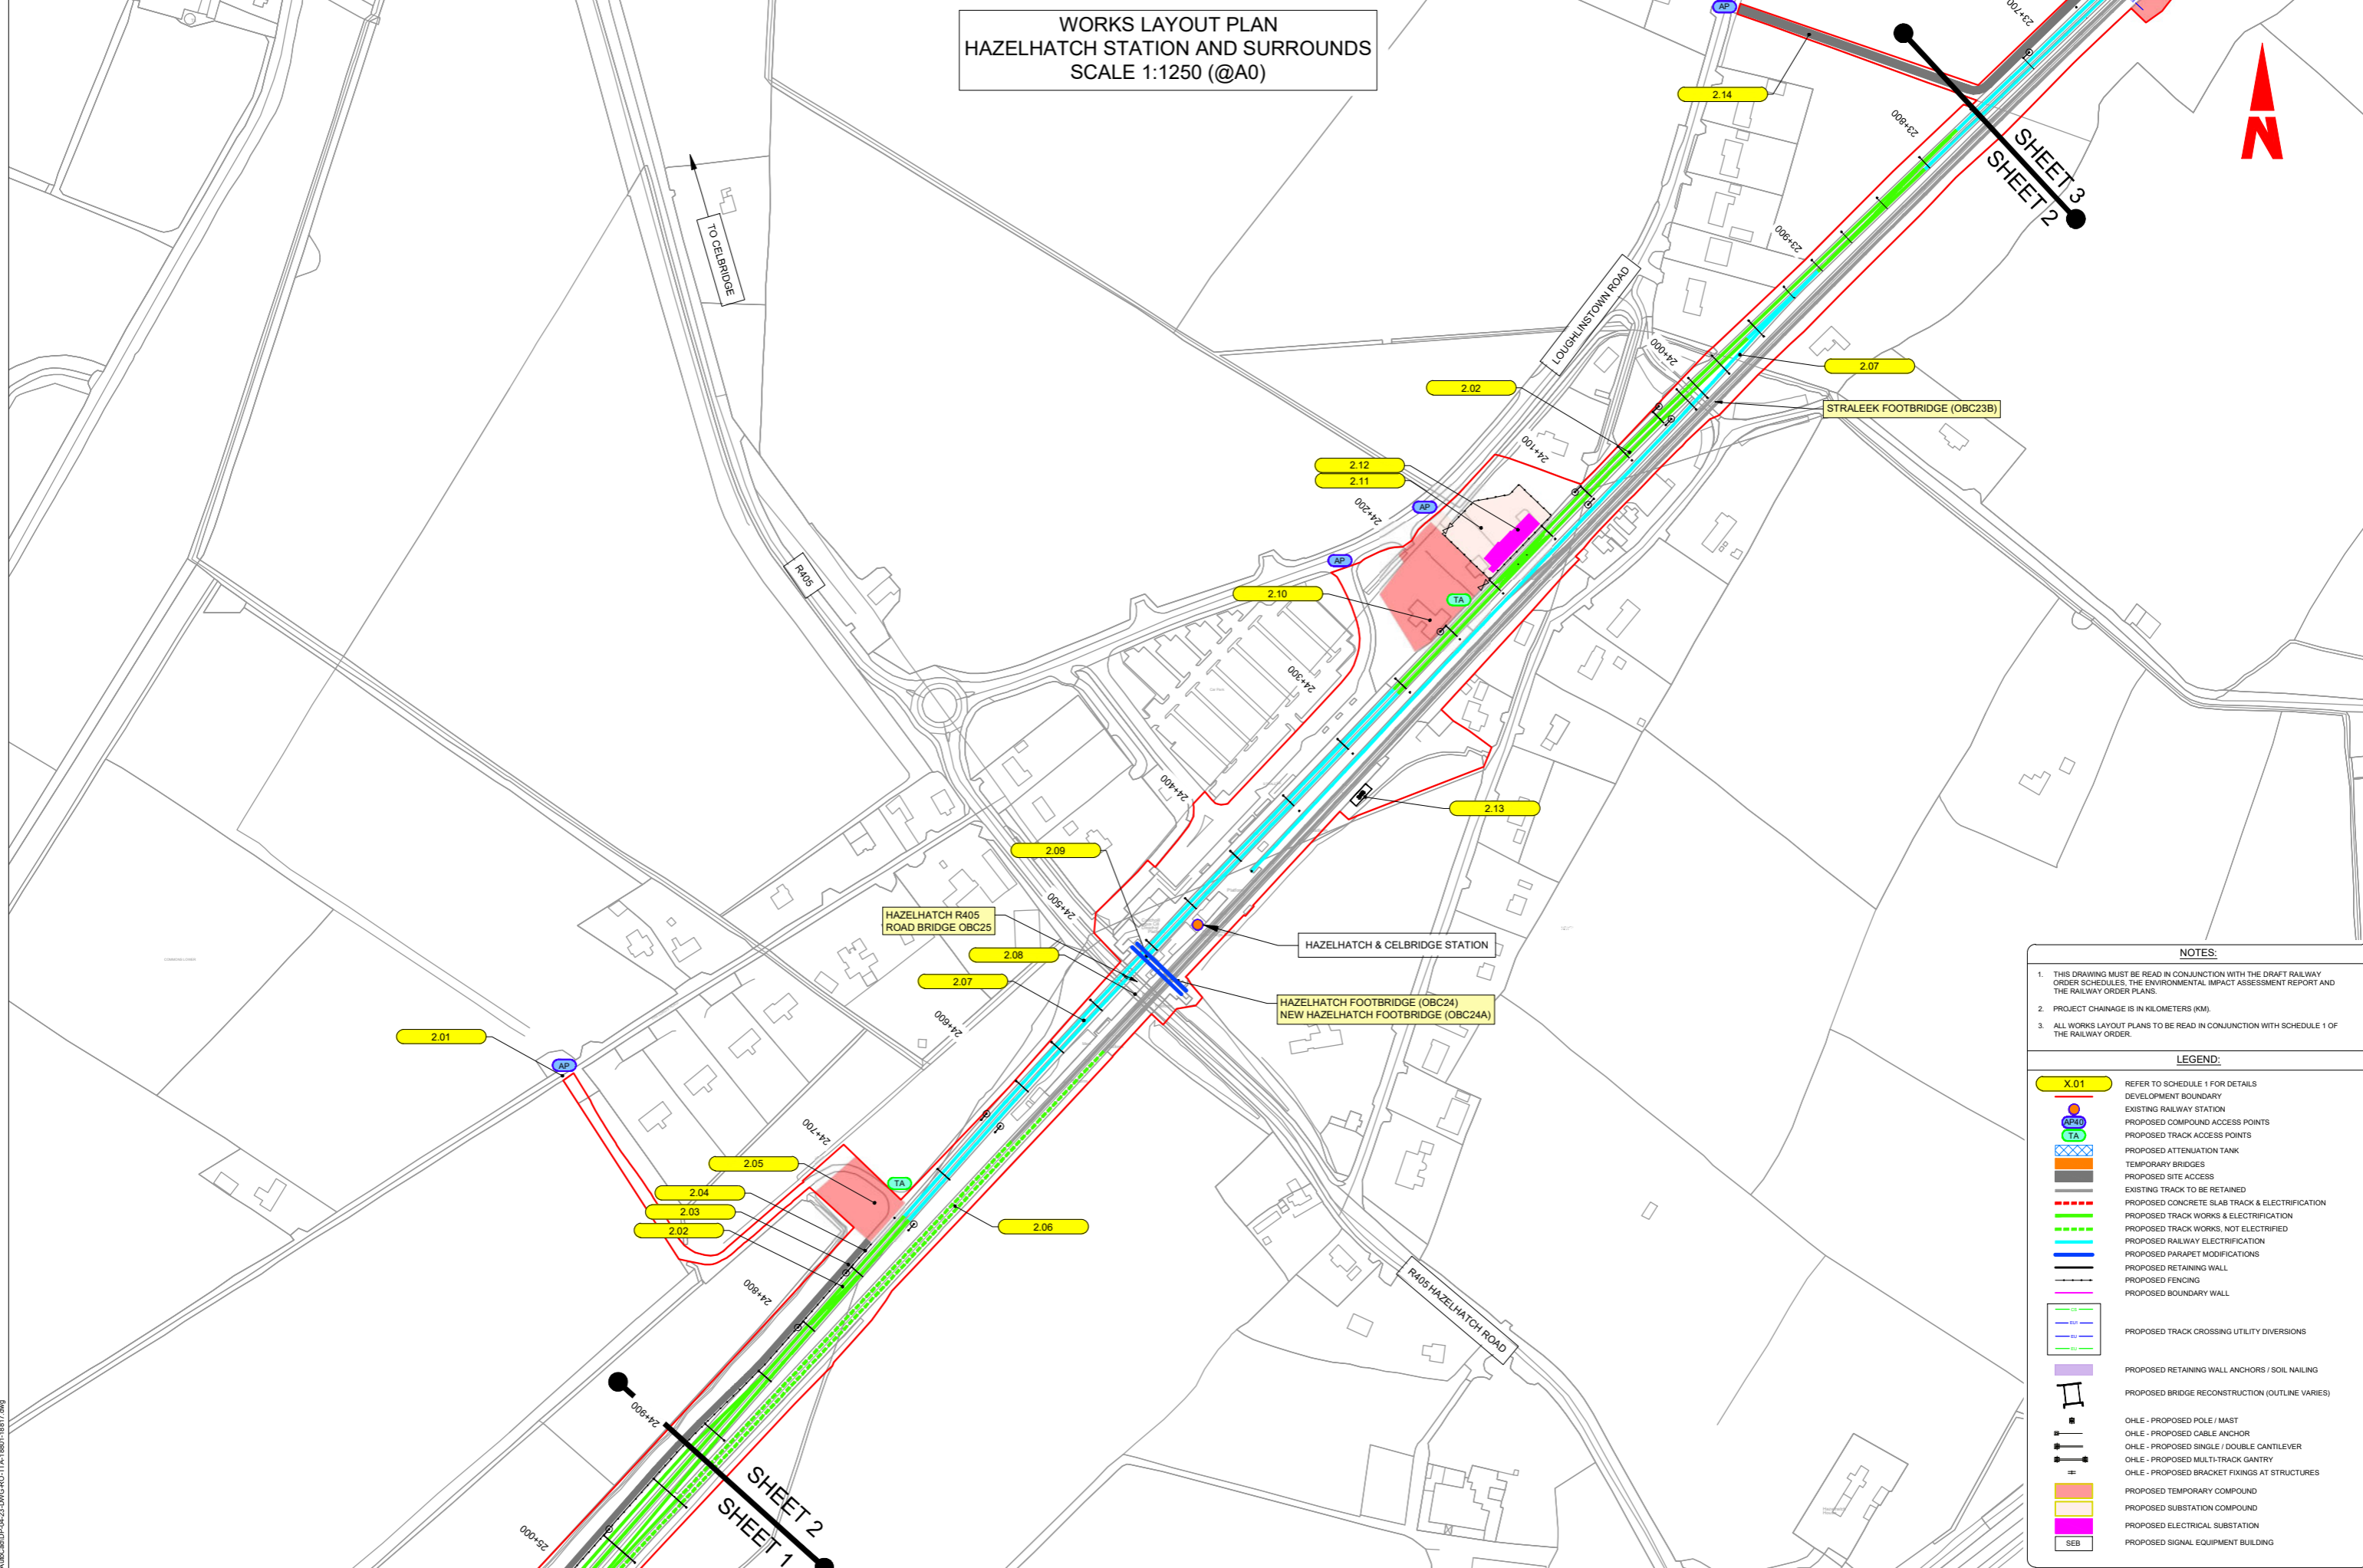 WORKS LAYOUT PLAN
HAZELHATCH STATION AND SURROUNDS
SCALE 1:1250 (@A0)
AP
23+700
2.14
N
23+800
SHEET 3
SHEET 2
TO CELBRIDGE
23+900
LOUGHLINSTOWN ROAD
24+000
2.07
2.02
STRALEEK FOOTBRIDGE (OBC23B)
24+100
2.12
2.11
AP
24+200
AP
R405
2.10
TA
24+300
Car Park
24+400
2.13
2.09
24+500
HAZELHATCH R405
ROAD BRIDGE OBC25
HAZELHATCH & CELBRIDGE STATION
2.08
2.07
HAZELHATCH FOOTBRIDGE (OBC24)
NEW HAZELHATCH FOOTBRIDGE (OBC24A)
24+600
2.01
AP
24+700
2.05
TA
2.04
2.03
2.02
2.06
24+800
R405 HAZELHATCH ROAD
24+900
SHEET 2
SHEET 1
25+000
NOTES:
1. THIS DRAWING MUST BE READ IN CONJUNCTION WITH THE DRAFT RAILWAY
ORDER SCHEDULES, THE ENVIRONMENTAL IMPACT ASSESSMENT REPORT AND
THE RAILWAY ORDER PLANS.
2. PROJECT CHAINAGE IS IN KILOMETERS (KM).
3. ALL WORKS LAYOUT PLANS TO BE READ IN CONJUNCTION WITH SCHEDULE 1 OF
THE RAILWAY ORDER.
LEGEND:
X.01 REFER TO SCHEDULE 1 FOR DETAILS
DEVELOPMENT BOUNDARY
EXISTING RAILWAY STATION
AP40 PROPOSED COMPOUND ACCESS POINTS
TA PROPOSED TRACK ACCESS POINTS
PROPOSED ATTENUATION TANK
TEMPORARY BRIDGES
PROPOSED SITE ACCESS
EXISTING TRACK TO BE RETAINED
PROPOSED CONCRETE SLAB TRACK & ELECTRIFICATION
PROPOSED TRACK WORKS & ELECTRIFICATION
PROPOSED TRACK WORKS, NOT ELECTRIFIED
PROPOSED RAILWAY ELECTRIFICATION
PROPOSED PARAPET MODIFICATIONS
PROPOSED RETAINING WALL
PROPOSED FENCING
PROPOSED BOUNDARY WALL
PROPOSED TRACK CROSSING UTILITY DIVERSIONS
PROPOSED RETAINING WALL ANCHORS / SOIL NAILING
PROPOSED BRIDGE RECONSTRUCTION (OUTLINE VARIES)
OHLE - PROPOSED POLE / MAST
OHLE - PROPOSED CABLE ANCHOR
OHLE - PROPOSED SINGLE / DOUBLE CANTILEVER
OHLE - PROPOSED MULTI-TRACK GANTRY
OHLE - PROPOSED BRACKET FIXINGS AT STRUCTURES
PROPOSED TEMPORARY COMPOUND
PROPOSED SUBSTATION COMPOUND
PROPOSED ELECTRICAL SUBSTATION
SEB PROPOSED SIGNAL EQUIPMENT BUILDING